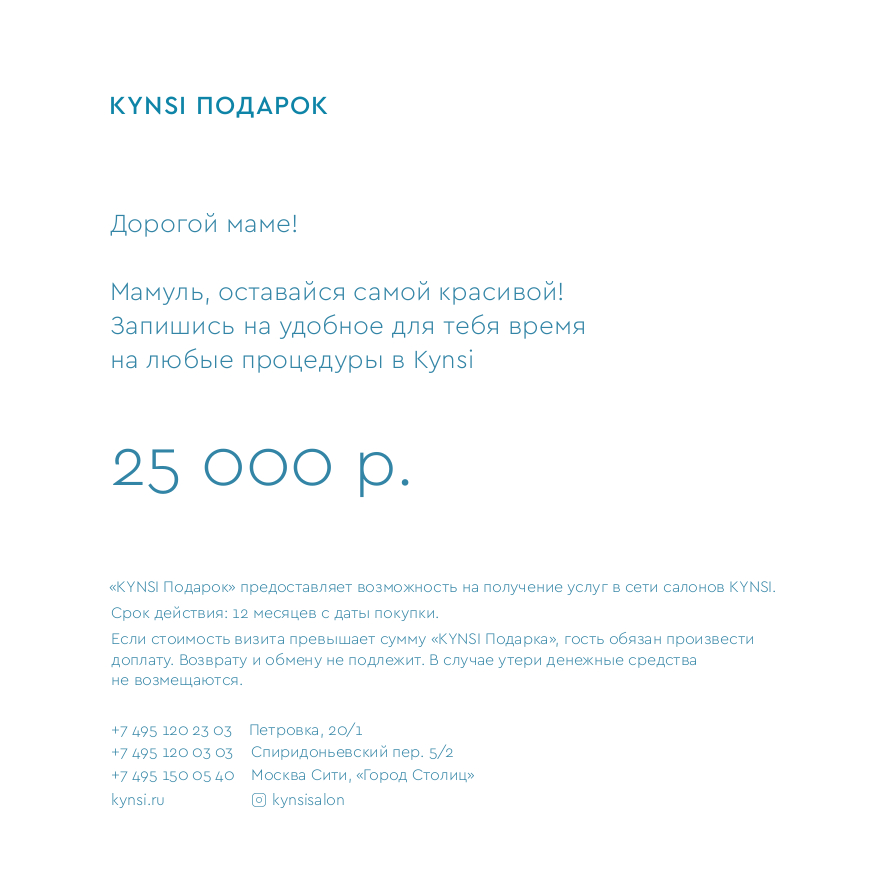 KYNSI ПОДАРОК
Дорогой маме!
Мамуль, оставайся самой красивой!
Запишись на удобное для тебя время
на любые процедуры в Kynsi
25 000 р.
«KYNSI Подарок» предоставляет возможность на получение услуг в сети салонов KYNSI.
Срок действия: 12 месяцев с даты покупки.
Если стоимость визита превышает сумму «KYNSI Подарка», гость обязан произвести
доплату. Возврату и обмену не подлежит. В случае утери денежные средства
не возмещаются.
+7 495 120 23 03 Петровка, 20/1
+7 495 120 03 03 Спиридоньевский пер. 5/2
+7 495 150 05 40 Москва Сити, «Город Столиц»
kynsi.ru kynsisalon